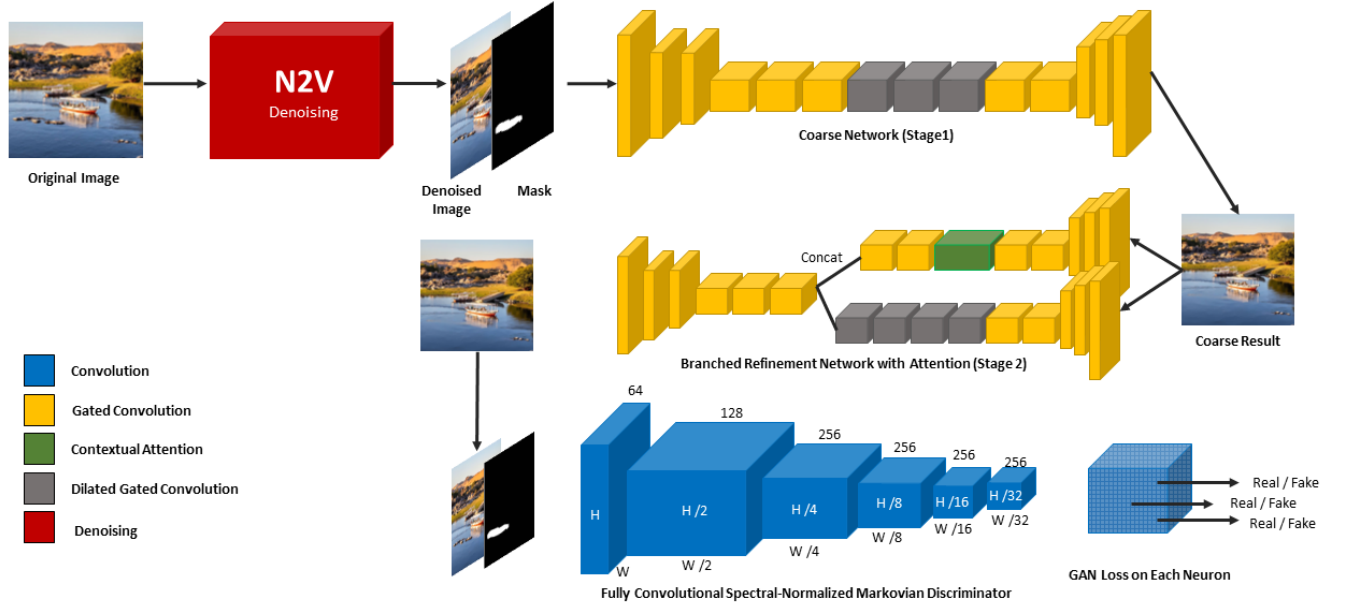 N2V
Denoising
Original Image
Denoised
Image
Mask
Coarse Network (Stage1)
Concat
Coarse Result
Branched Refinement Network with Attention (Stage 2)
Convolution
Gated Convolution
Contextual Attention
Dilated Gated Convolution
Denoising
64
128
256
256
256
256
H
H /2
H /4
H /8
H /16
H /32
W
W /2
W /4
W /8
W /16
W /32
Fully Convolutional Spectral-Normalized Markovian Discriminator
Real / Fake
Real / Fake
Real / Fake
GAN Loss on Each Neuron